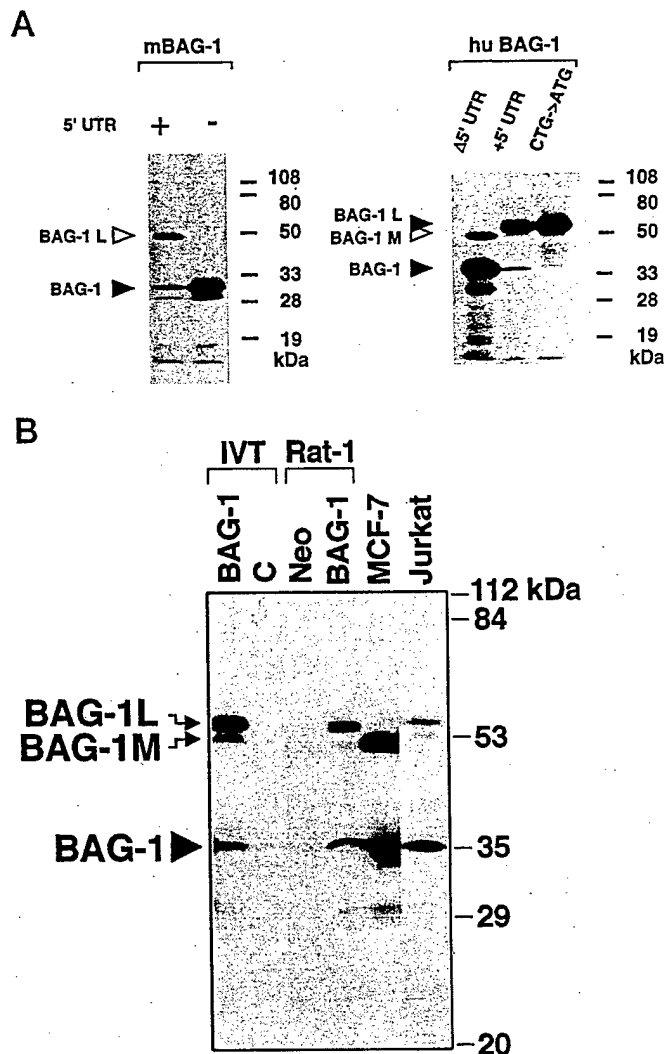 A
mBAG-1
5' UTR + -
108
80
BAG-1 L
50
33
BAG-1
28
19
kDa
hu BAG-1
Δ5' UTR
+5' UTR
CTG->ATG
108
80
BAG-1 L
BAG-1 M
50
BAG-1
33
28
19
kDa
B
IVT Rat-1
BAG-1
C
Neo
BAG-1
MCF-7
Jurkat
112 kDa
84
BAG-1L
BAG-1M
53
BAG-1
35
29
20